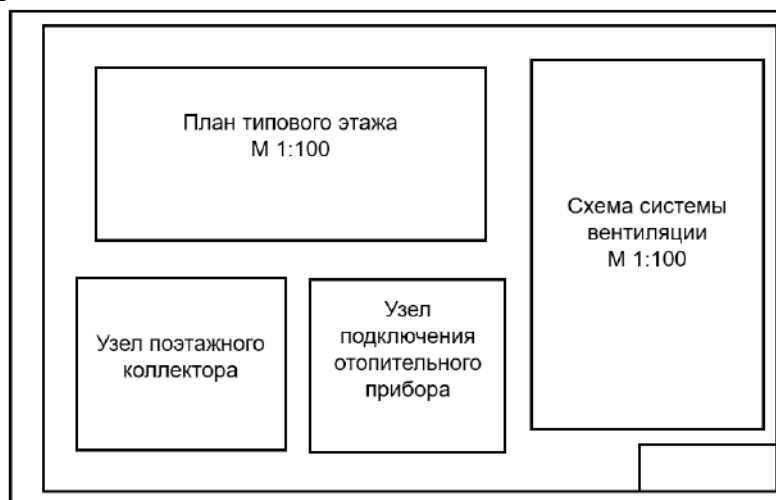 План типового этажа
М 1:100
Схема системы
вентиляции
М 1:100
Узел поэтажного
коллектора
Узел
подключения
отопительного
прибора